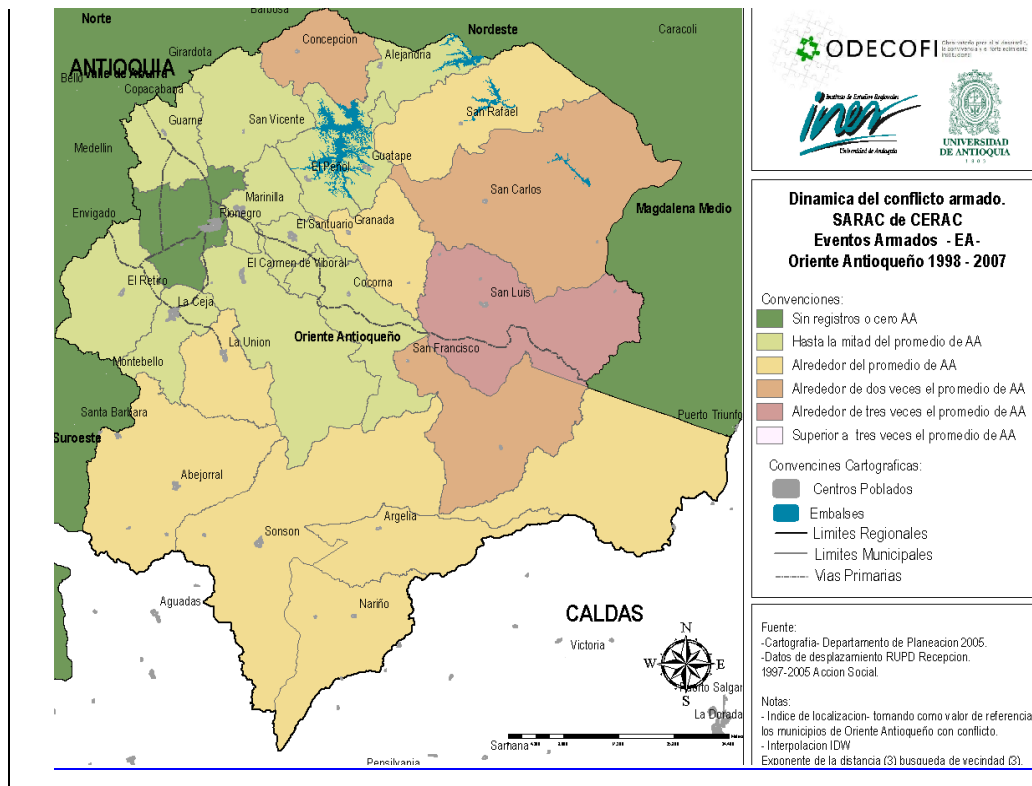 Norte
Barbosa
Nordeste
Caracoli
Concepcion
Girardota
Alejandria
ANTIOQUIA
Valle de Aburra
Bello
Copacabana
Guarne
San Vicente
San Rafael
Medellin
Guatape
El Peñol
San Carlos
Marinilla
Envigado
Rionegro
Magdalena Medio
El Santuario
Granada
El Carmen de Viboral
El Retiro
Cocorna
La Ceja
San Luis
Oriente Antioqueño
La Union
San Francisco
Montebello
Santa Barbara
Puerto Triunfo
Suroeste
Abejorral
Argelia
Sonson
Aguadas
Nariño
CALDAS
Victoria
N
W
E
S
Puerto Salgar
La Dorada
Samana
Pensilvania
ODECOFI
iner
Instituto de Estudios Regionales
Universidad de Antioquia
UNIVERSIDAD
DE ANTIOQUIA
1803
Dinamica del conflicto armado.
SARAC de CERAC
Eventos Armados - EA-
Oriente Antioqueño 1998 - 2007
Convenciones:
Sin registros o cero AA
Hasta la mitad del promedio de AA
Alrededor del promedio de AA
Alrededor de dos veces el promedio de AA
Alrededor de tres veces el promedio de AA
Superior a tres veces el promedio de AA
Convencines Cartograficas:
Centros Poblados
Embalses
Limites Regionales
Limites Municipales
Vias Primarias
Fuente:
-Cartografia- Departamento de Planeacion 2005.
-Datos de desplazamiento RUPD Recepcion.
1997-2005 Accion Social.
Notas:
- Indice de localizacion- tomando como valor de referencia
los municipios de Oriente Antioqueño con conflicto.
- Interpolacion IDW
Exponente de la distancia (3) busqueda de vecindad (3).